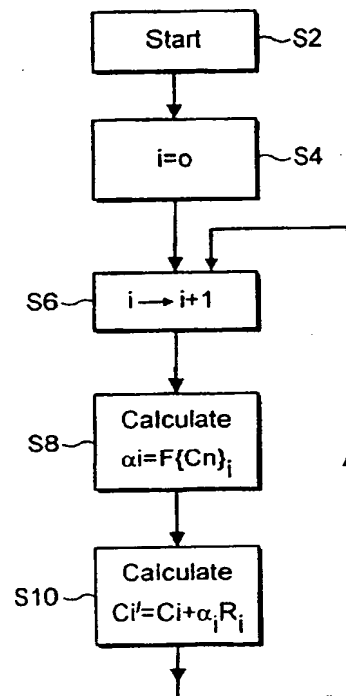 Start
S2
i=o
S4
S6
i → i+1
S8
Calculate
αi=F{Cn}i
S10
Calculate
Ci'=Ci+αiRi